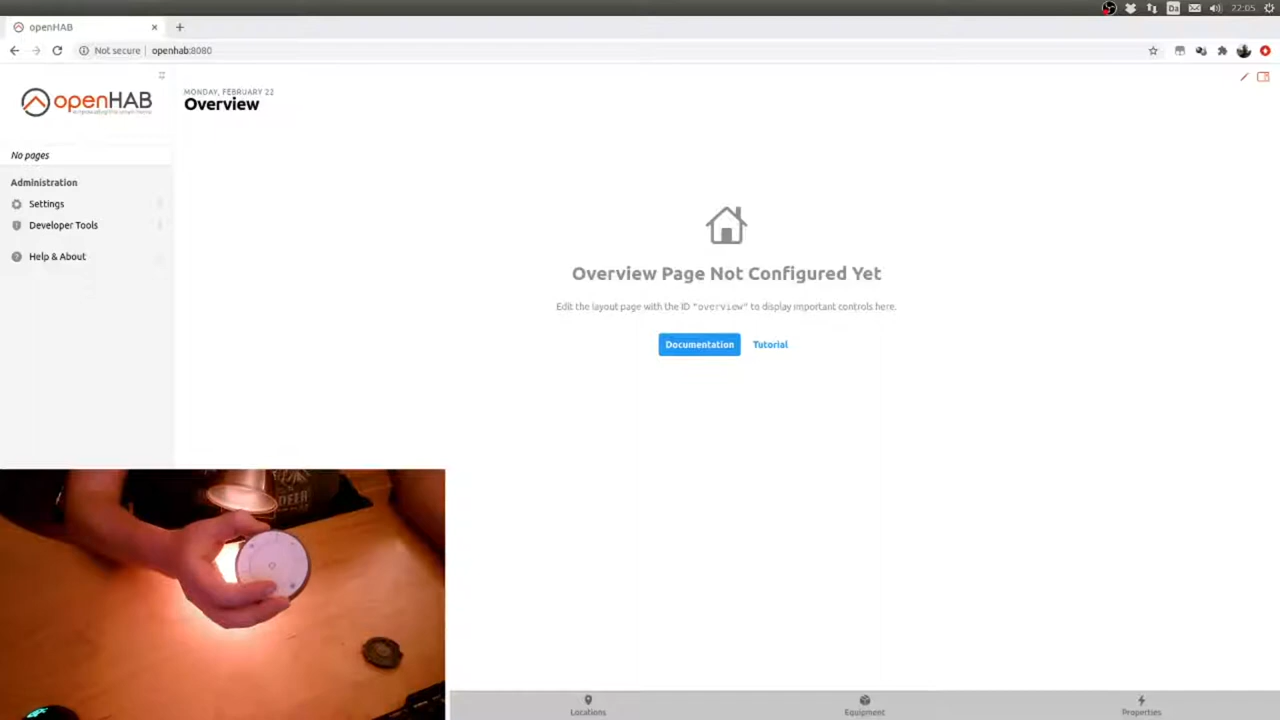 Da
22:05
openHAB
Not secure
openhab:8080
openHAB
MONDAY, FEBRUARY 22
Overview
No pages
Administration
Settings
Developer Tools
Help & About
Overview Page Not Configured Yet
Edit the layout page with the ID "overview" to display important controls here.
Documentation
Tutorial
Locations
Equipment
Properties